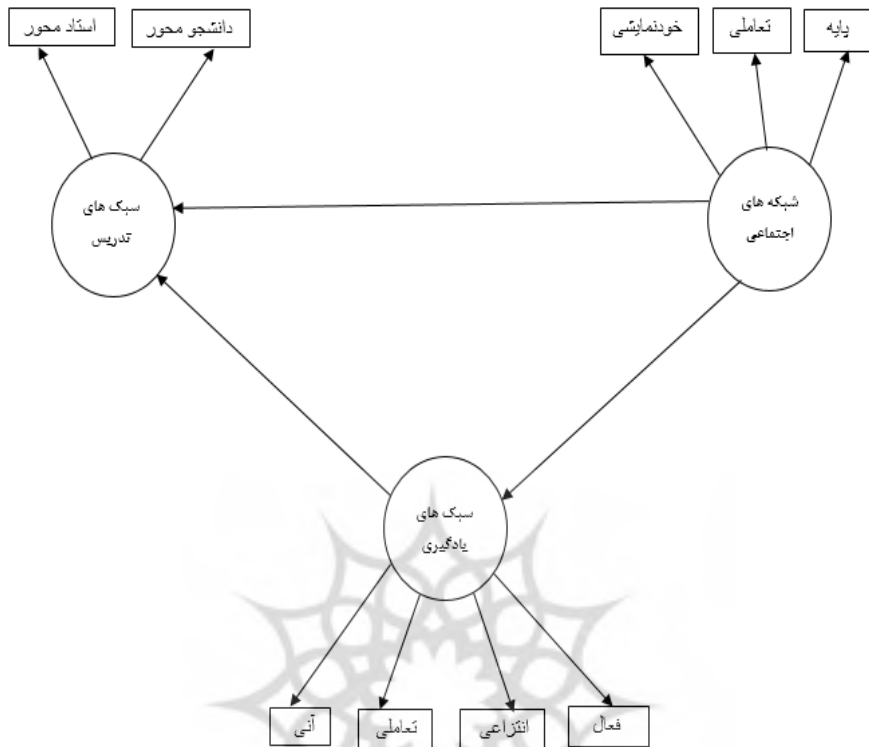 پایه
تعاملی
خودنمایشی
دانشجو محور
استاد محور
شبکه های
اجتماعی
سبک های
تدریس
سبک های
یادگیری
فعال
انتزاعی
تعاملی
آنی